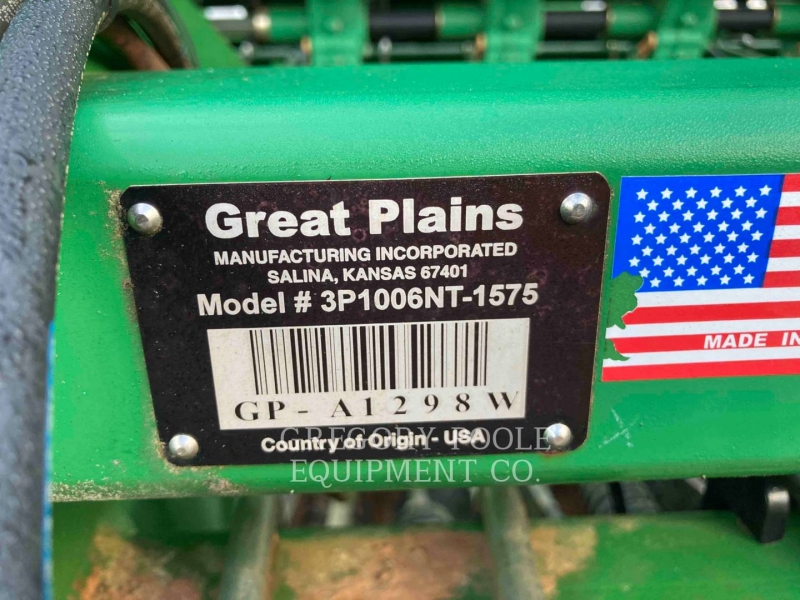 Great Plains
MANUFACTURING INCORPORATED
SALINA, KANSAS 67401
Model # 3P1006NT-1575
GP-A1298W
Country of Origin - USA
MADE IN
GREGORY POOLE
EQUIPMENT CO.